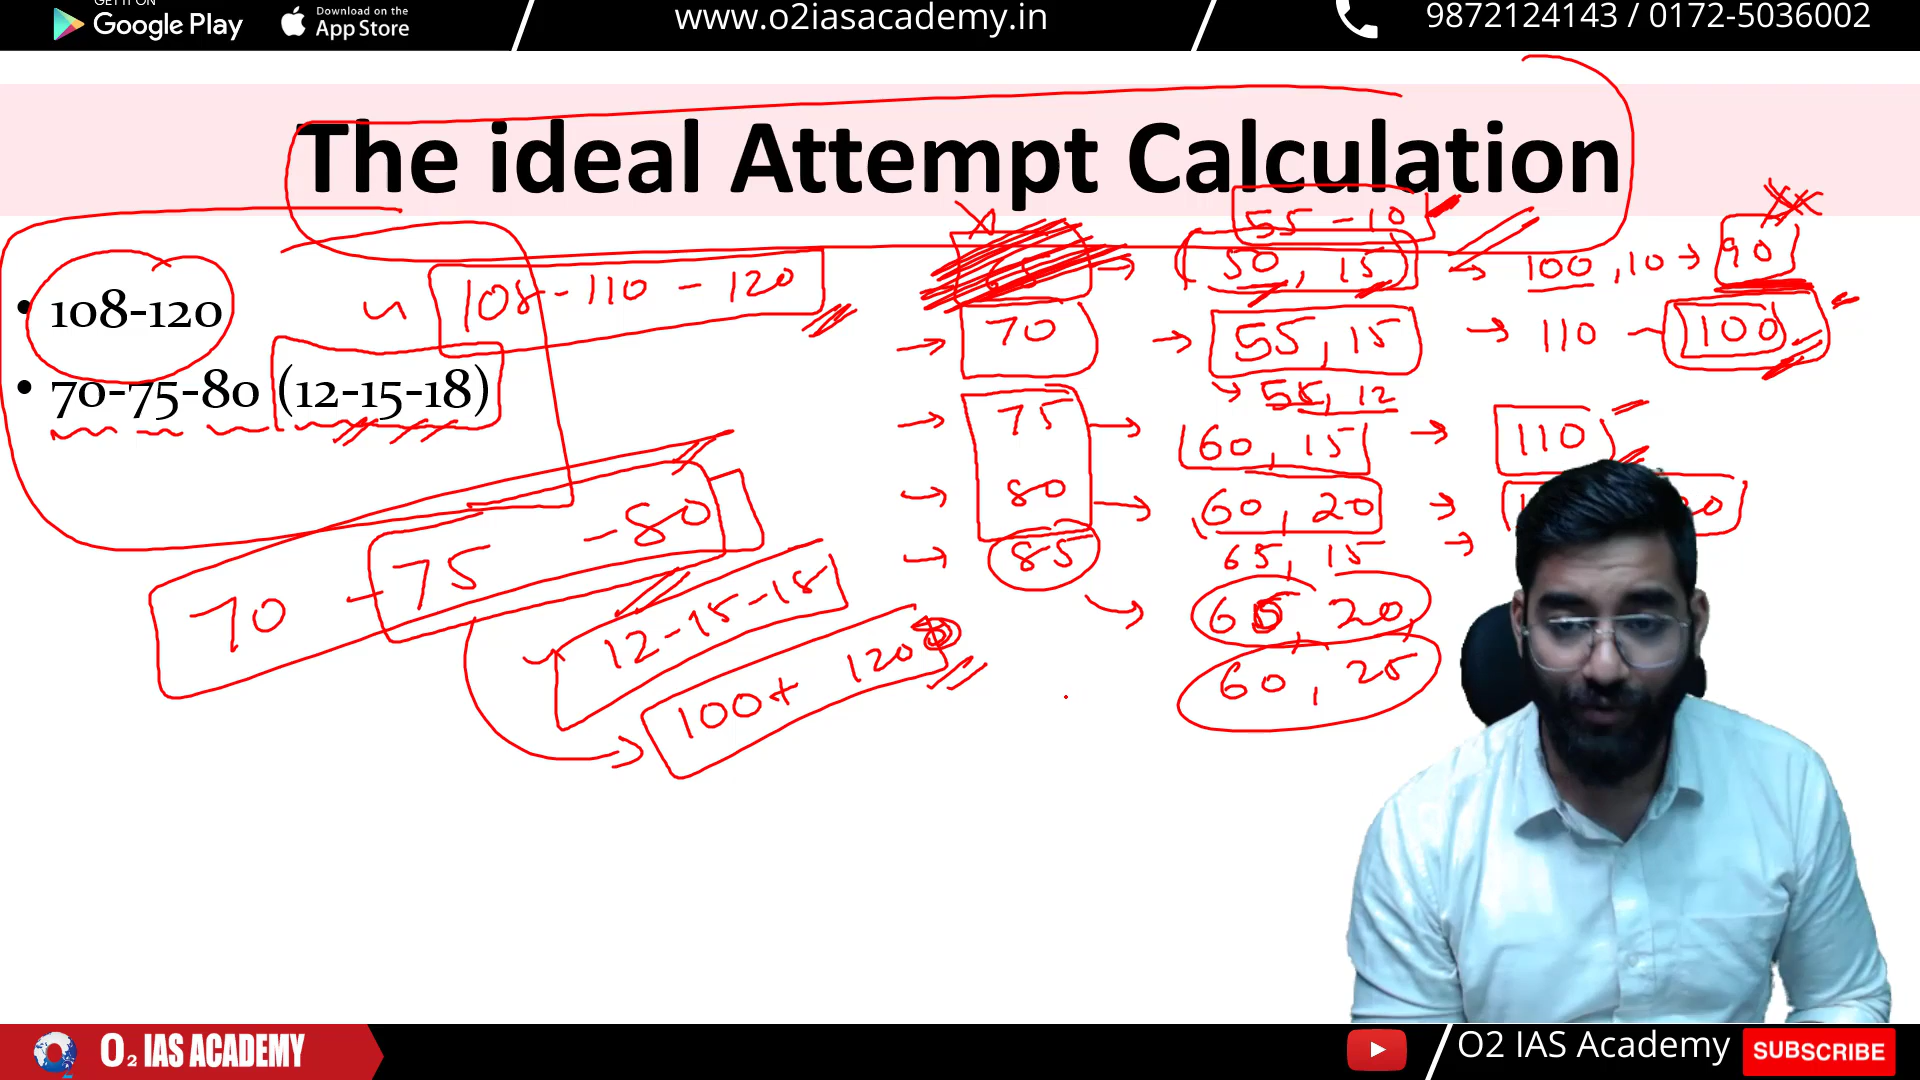 GET IT ON
Google Play
Download on the
App Store
www.o2iasacademy.in
9872124143 / 0172-5036002
The ideal Attempt Calculation
• 108-120
• 70-75-80 (12-15-18)
108 - 110 - 120
70 - 75 - 80
12 - 15 - 18
100+ 120
55 - 10
→ (50, 15) → 100, 10 → 90
→ 70 → 55, 15 → 110 - 100
→ 55, 12
→ 75 → 60, 15 → 110
→ 80 → 60, 20 →
→ 85 65, 15 →
→ 65 20,
60, 25
O2 IAS ACADEMY
O2 IAS Academy
SUBSCRIBE